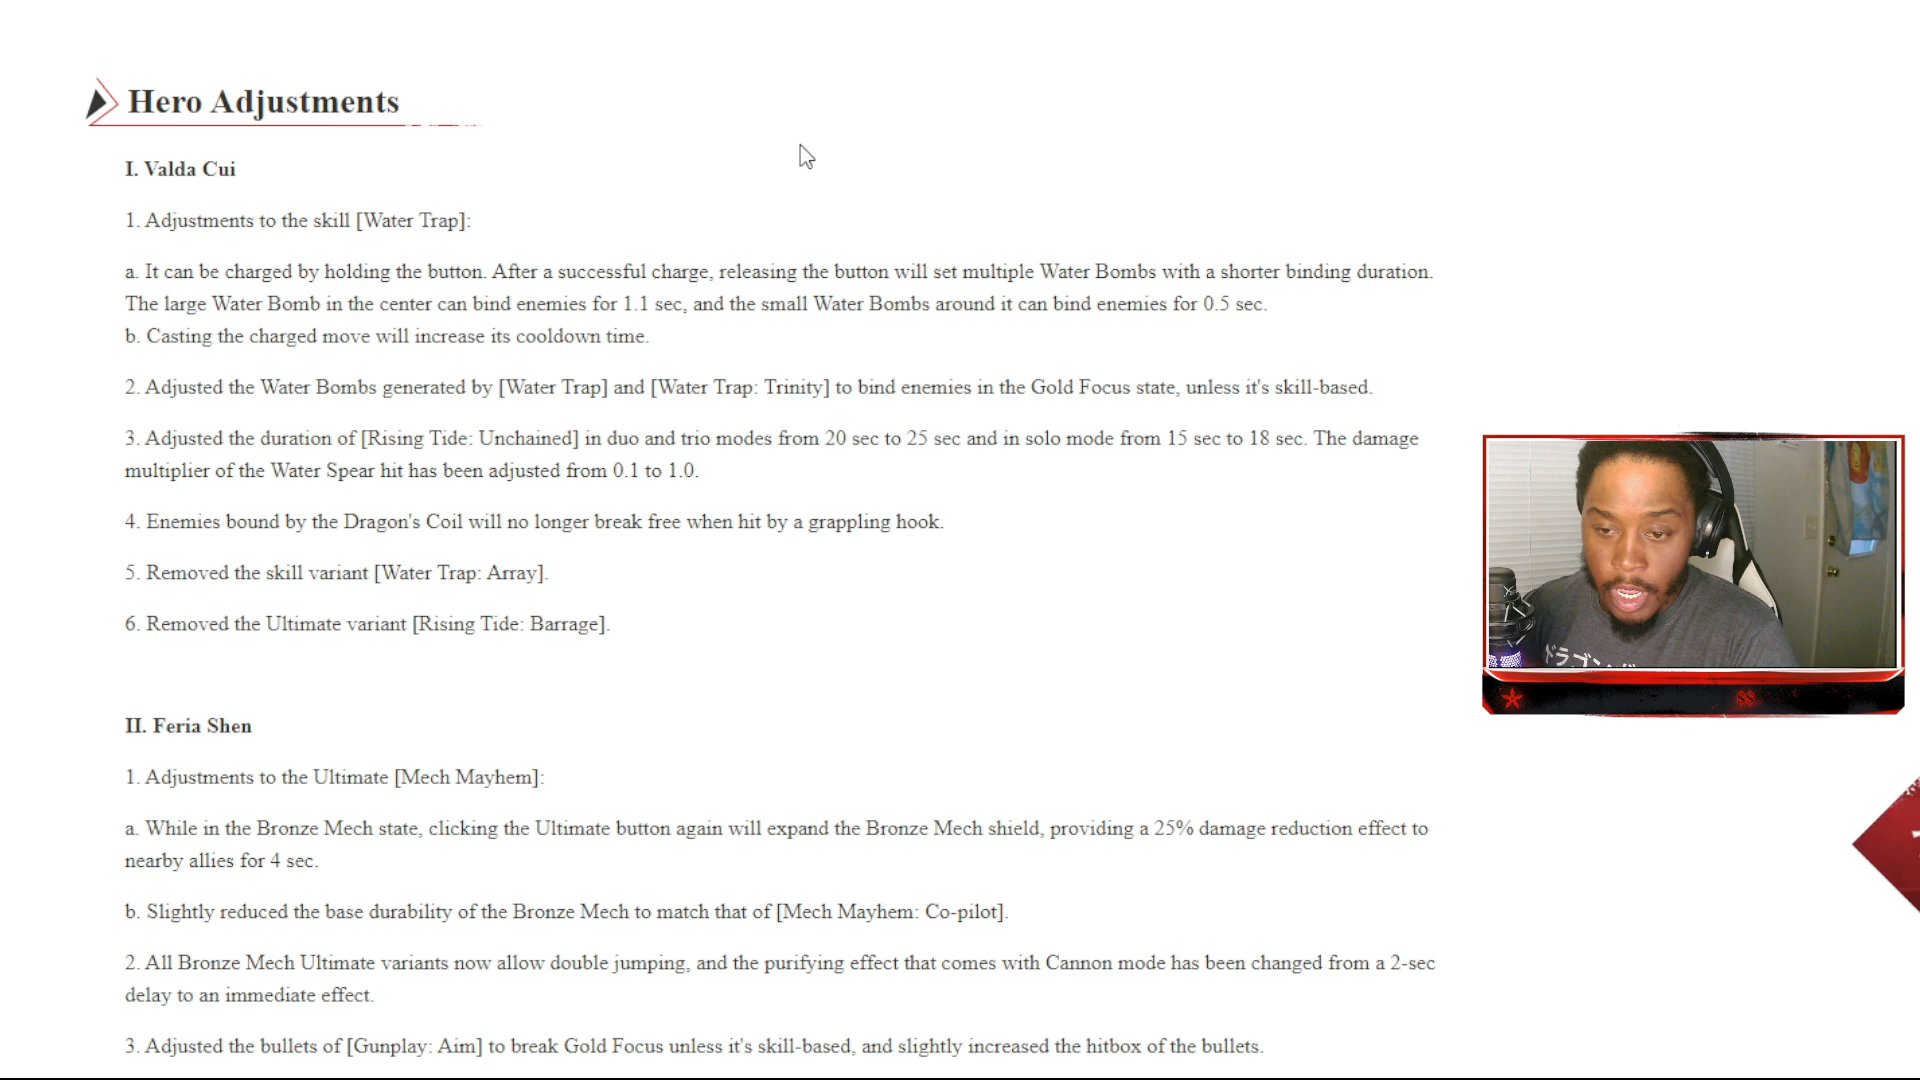 Hero Adjustments
I. Valda Cui
1. Adjustments to the skill [Water Trap]:
a. It can be charged by holding the button. After a successful charge, releasing the button will set multiple Water Bombs with a shorter binding duration.
The large Water Bomb in the center can bind enemies for 1.1 sec, and the small Water Bombs around it can bind enemies for 0.5 sec.
b. Casting the charged move will increase its cooldown time.
2. Adjusted the Water Bombs generated by [Water Trap] and [Water Trap: Trinity] to bind enemies in the Gold Focus state, unless it's skill-based.
3. Adjusted the duration of [Rising Tide: Unchained] in duo and trio modes from 20 sec to 25 sec and in solo mode from 15 sec to 18 sec. The damage
multiplier of the Water Spear hit has been adjusted from 0.1 to 1.0.
4. Enemies bound by the Dragon's Coil will no longer break free when hit by a grappling hook.
5. Removed the skill variant [Water Trap: Array].
6. Removed the Ultimate variant [Rising Tide: Barrage].
II. Feria Shen
1. Adjustments to the Ultimate [Mech Mayhem]:
a. While in the Bronze Mech state, clicking the Ultimate button again will expand the Bronze Mech shield, providing a 25% damage reduction effect to
nearby allies for 4 sec.
b. Slightly reduced the base durability of the Bronze Mech to match that of [Mech Mayhem: Co-pilot].
2. All Bronze Mech Ultimate variants now allow double jumping, and the purifying effect that comes with Cannon mode has been changed from a 2-sec
delay to an immediate effect.
3. Adjusted the bullets of [Gunplay: Aim] to break Gold Focus unless it's skill-based, and slightly increased the hitbox of the bullets.